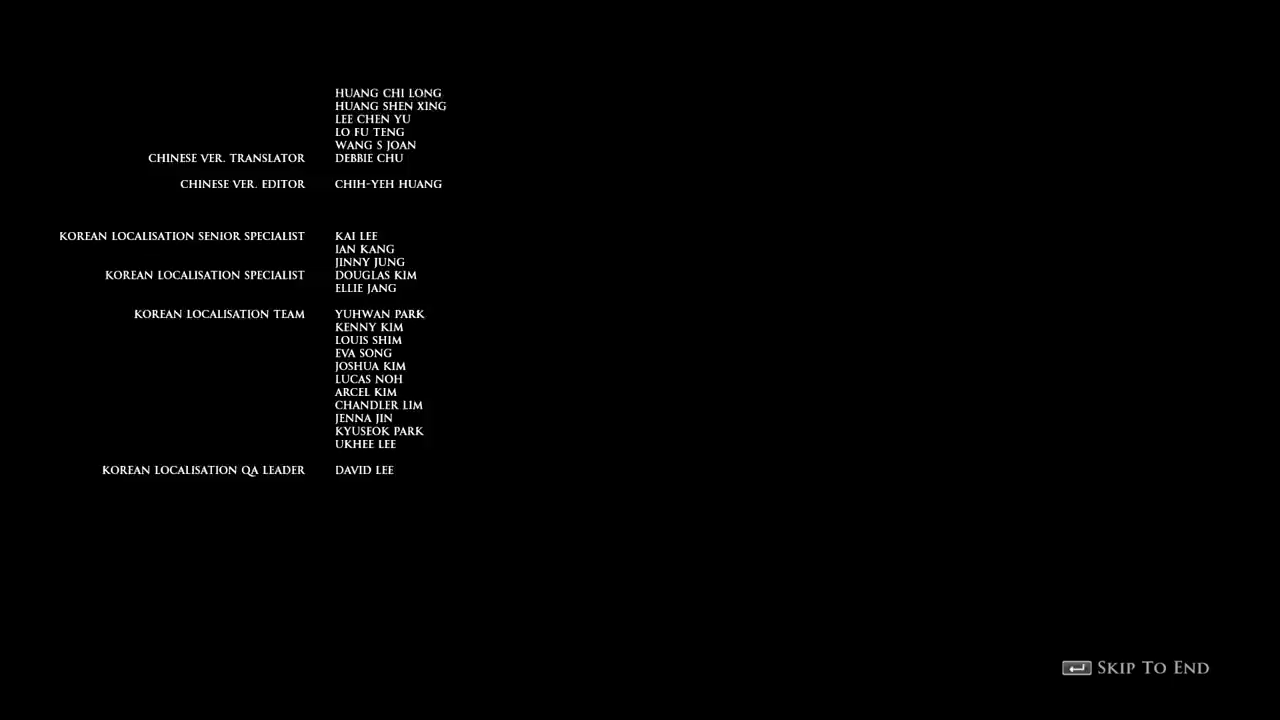 HUANG CHI LONG
HUANG SHEN XING
LEE CHEN YU
LO FU TENG
WANG S JOAN
CHINESE VER. TRANSLATOR DEBBIE CHU
CHINESE VER. EDITOR CHIH-YEH HUANG
KOREAN LOCALISATION SENIOR SPECIALIST KAI LEE
IAN KANG
JINNY JUNG
KOREAN LOCALISATION SPECIALIST DOUGLAS KIM
ELLIE JANG
KOREAN LOCALISATION TEAM YUHWAN PARK
KENNY KIM
LOUIS SHIM
EVA SONG
JOSHUA KIM
LUCAS NOH
ARCEL KIM
CHANDLER LIM
JENNA JIN
KYUSEOK PARK
UKHEE LEE
KOREAN LOCALISATION QA LEADER DAVID LEE
SKIP TO END